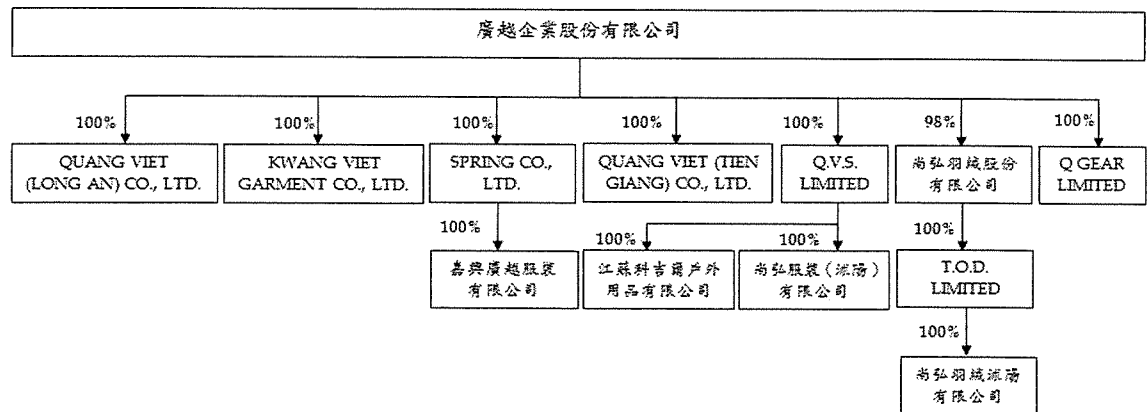 廣越企業股份有限公司
100%
100%
100%
100%
100%
98%
100%
QUANG VIET
(LONG AN) CO., LTD.
KWANG VIET
GARMENT CO., LTD.
SPRING CO.,
LTD.
QUANG VIET (TIEN
GIANG) CO., LTD.
Q.V.S.
LIMITED
尚弘羽絨股份
有限公司
Q GEAR
LIMITED
100%
100%
100%
100%
嘉興廣越服裝
有限公司
江蘇科吉爾戶外
用品有限公司
尚弘服裝(沭陽)
有限公司
T.O.D.
LIMITED
100%
尚弘羽絨沭陽
有限公司